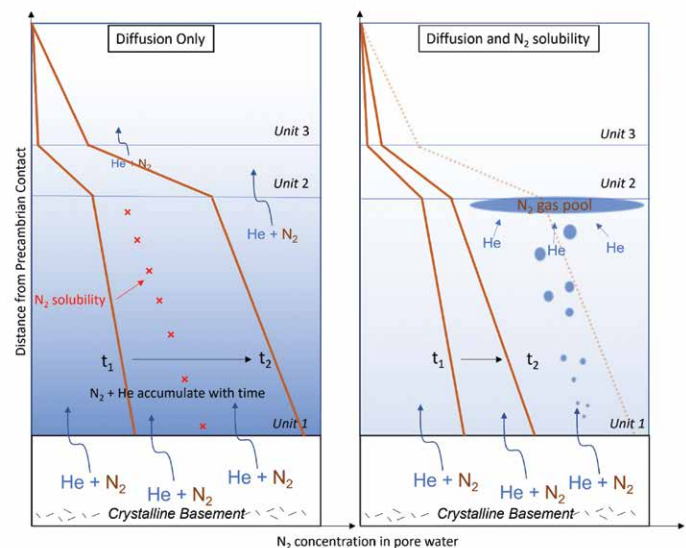 Diffusion Only
Diffusion and N₂ solubility
Distance from Precambrian Contact
Unit 3
He + N₂
Unit 2
He + N₂
N₂ solubility
t₁
t₂
N₂ + He accumulate with time
Unit 1
He + N₂
He + N₂
He + N₂
Crystalline Basement
Unit 3
Unit 2
N₂ gas pool
He
He
He
t₁
t₂
Unit 1
He + N₂
He + N₂
He + N₂
Crystalline Basement
N₂ concentration in pore water